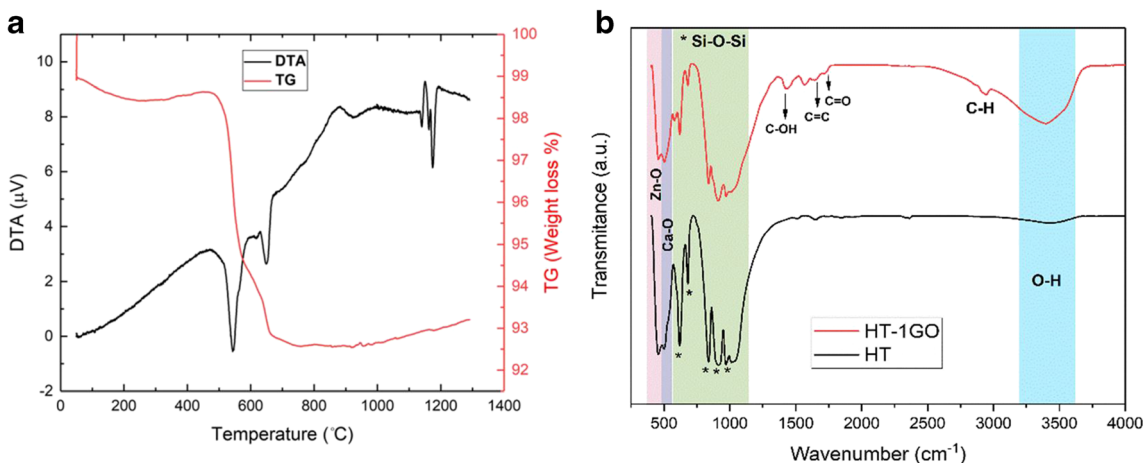 a
DTA
TG
DTA (µV)
10
8
6
4
2
0
-2
100
99
98
98
96
95
94
93
92
TG (Weight loss %)
0
200
400
600
800
1000
1200
1400
Temperature (°C)
b
* Si-O-Si
Zn-O
Ca-O
C-OH
C=C
C=O
C-H
O-H
*
*
*
*
*
HT-1GO
HT
Transmitance (a.u.)
500
1000
1500
2000
2500
3000
3500
4000
Wavenumber (cm⁻¹)